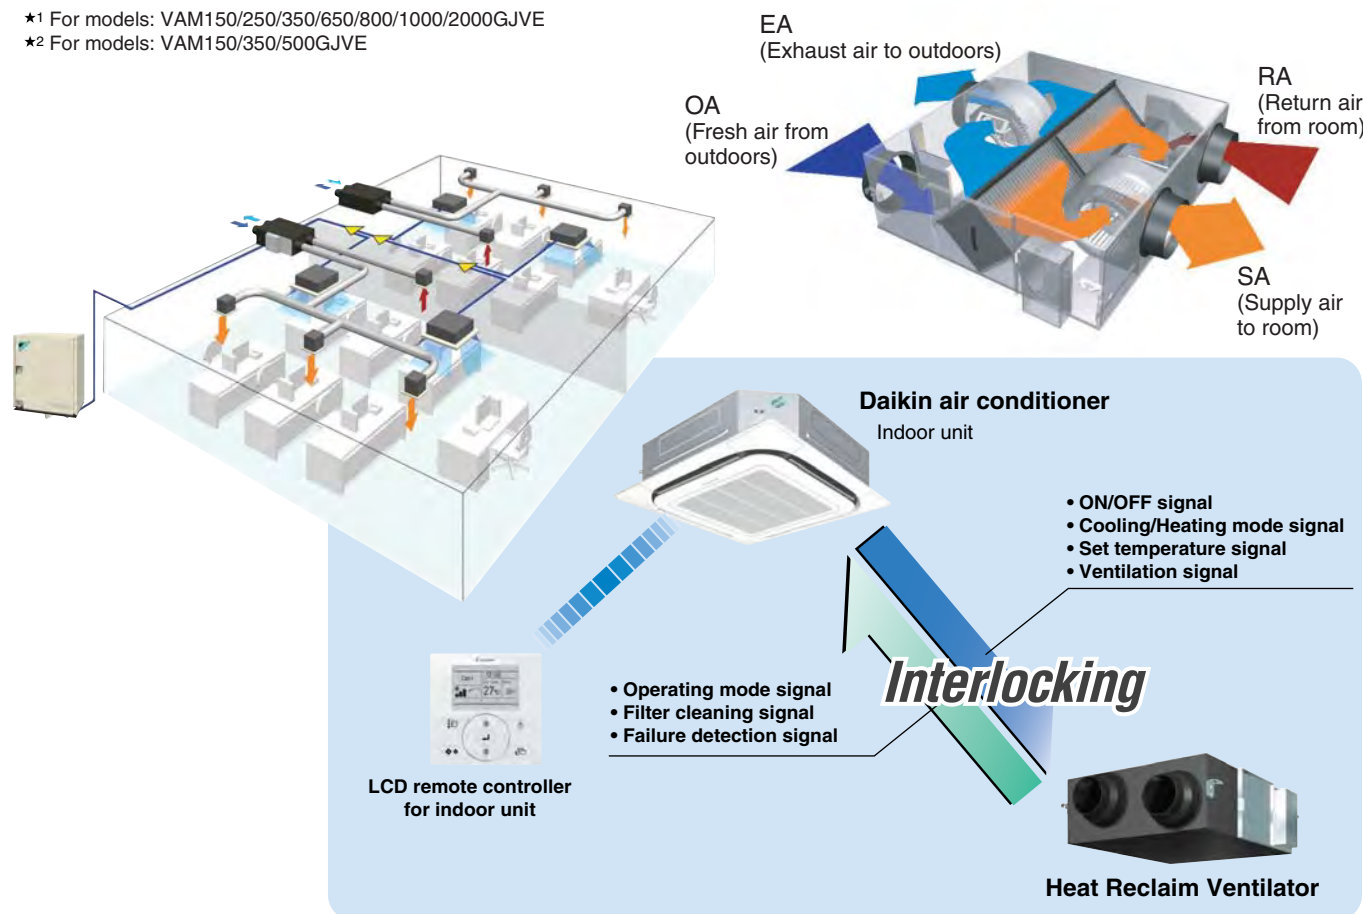 ★1 For models: VAM150/250/350/650/800/1000/2000GJVE
★2 For models: VAM150/350/500GJVE
EA
(Exhaust air to outdoors)
RA
(Return air
from room)
OA
(Fresh air from
outdoors)
SA
(Supply air
to room)
Daikin air conditioner
Indoor unit
• ON/OFF signal
• Cooling/Heating mode signal
• Set temperature signal
• Ventilation signal
Interlocking
• Operating mode signal
• Filter cleaning signal
• Failure detection signal
27°c
LCD remote controller
for indoor unit
Heat Reclaim Ventilator